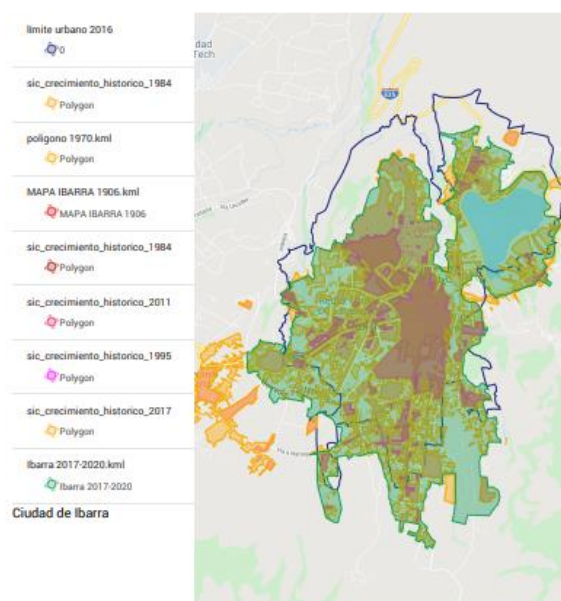 limite urbano 2016
0
sic_crecimiento_historico_1984
Polygon
poligono 1970.kml
Polygon
MAPA IBARRA 1906.kml
MAPA IBARRA 1906
sic_crecimiento_historico_1984
Polygon
sic_crecimiento_historico_2011
Polygon
sic_crecimiento_historico_1995
Polygon
sic_crecimiento_historico_2017
Polygon
Ibarra 2017-2020.kml
Ibarra 2017-2020
Ciudad de Ibarra
dad
Tech